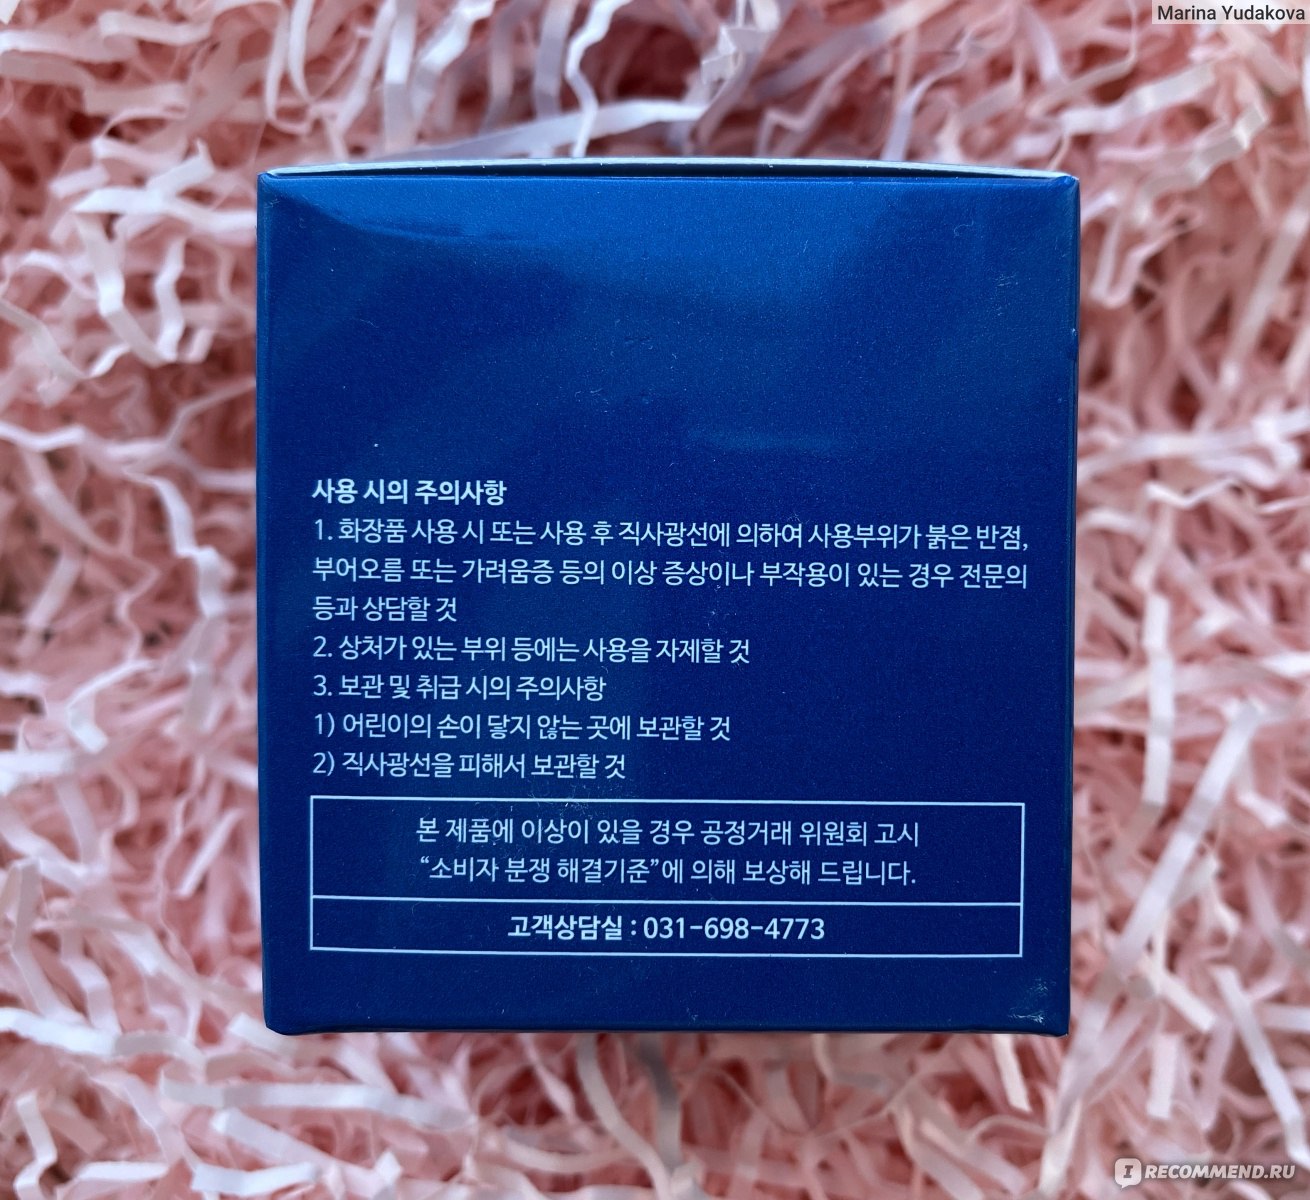 Marina Yudakova
사용 시의 주의사항
1. 화장품 사용 시 또는 사용 후 직사광선에 의하여 사용부위가 붉은 반점,
부어오름 또는 가려움증 등의 이상 증상이나 부작용이 있는 경우 전문의
등과 상담할 것
2. 상처가 있는 부위 등에는 사용을 자제할 것
3. 보관 및 취급 시의 주의사항
1) 어린이의 손이 닿지 않는 곳에 보관할 것
2) 직사광선을 피해서 보관할 것
본 제품에 이상이 있을 경우 공정거래 위원회 고시
“소비자 분쟁 해결기준”에 의해 보상해 드립니다.
고객상담실 : 031-698-4773
I RECOMMEND.RU